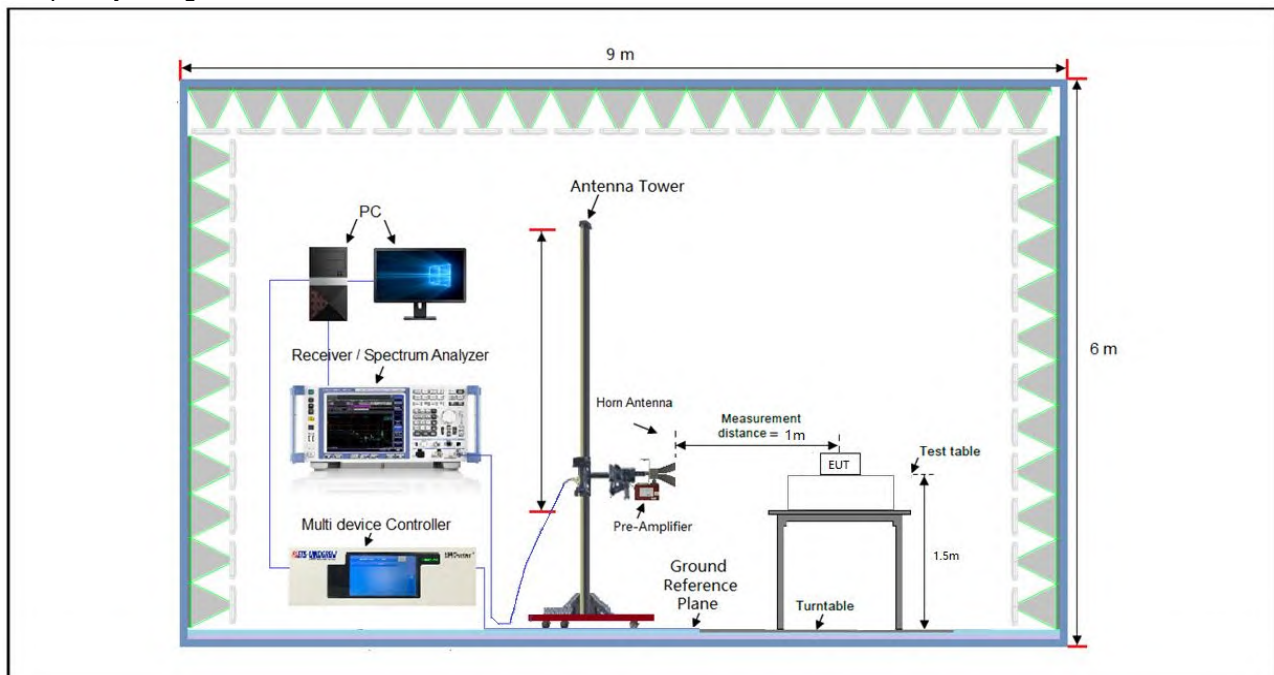 9 m
Antenna Tower
PC
6 m
Receiver / Spectrum Analyzer
Horn Antenna
Measurement
distance = 1m
EUT
Test table
Pre-Amplifier
Multi device Controller
1.5m
Ground
Reference
Plane
Turntable